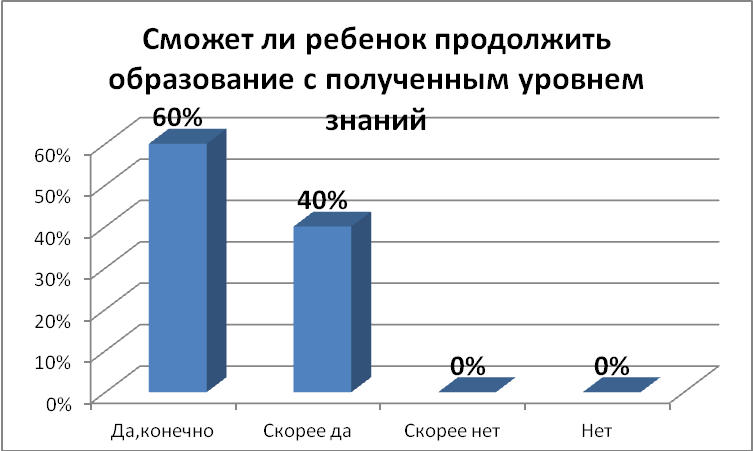 Сможет ли ребенок продолжить
образование с полученным уровнем
знаний
60%
40%
0%
0%
60%
50%
40%
30%
20%
10%
0%
Да,конечно
Скорее да
Скорее нет
Нет